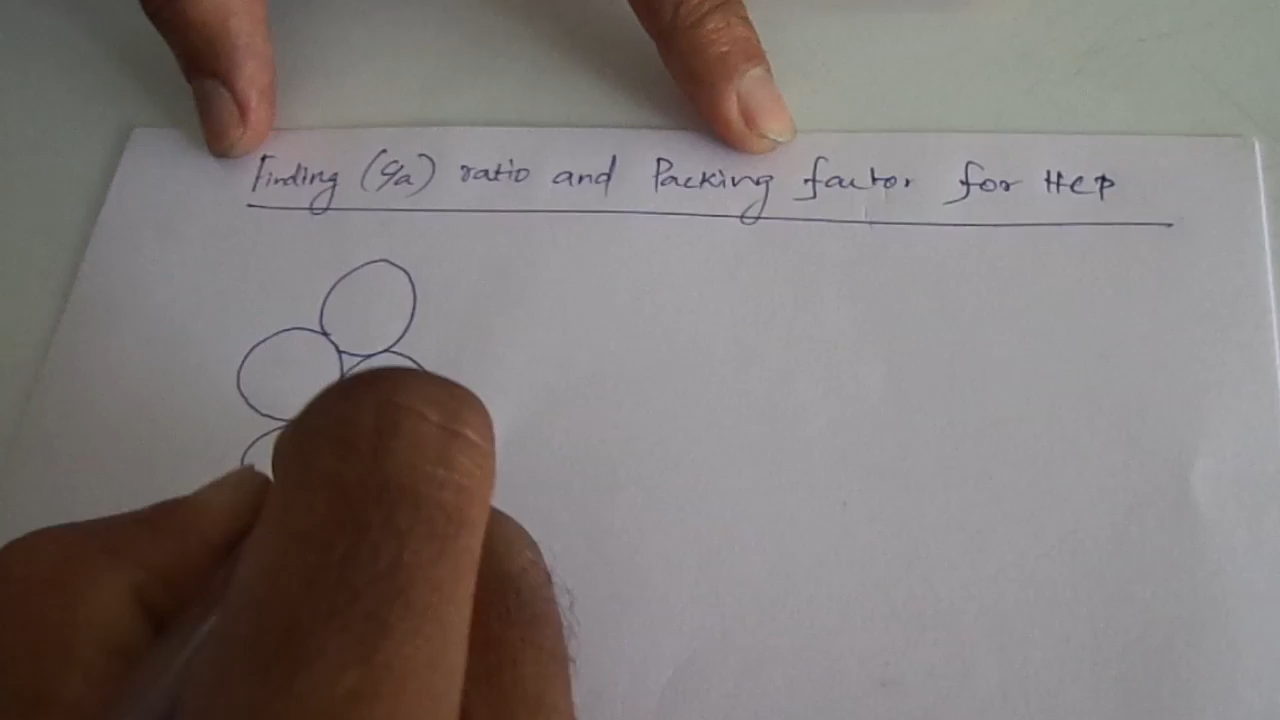 Finding (c/a) ratio and Packing factor for HCP